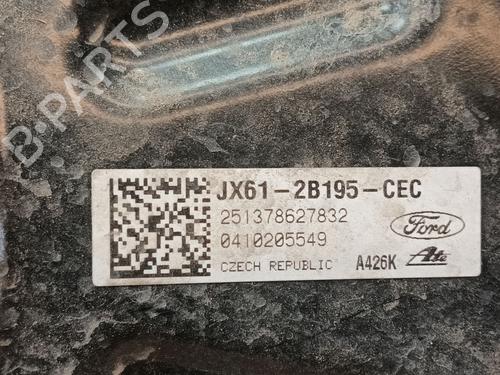 B-PARTS
JX61-2B195-CEC
251378627832
0410205549
Ford
CZECH REPUBLIC A426K Ate